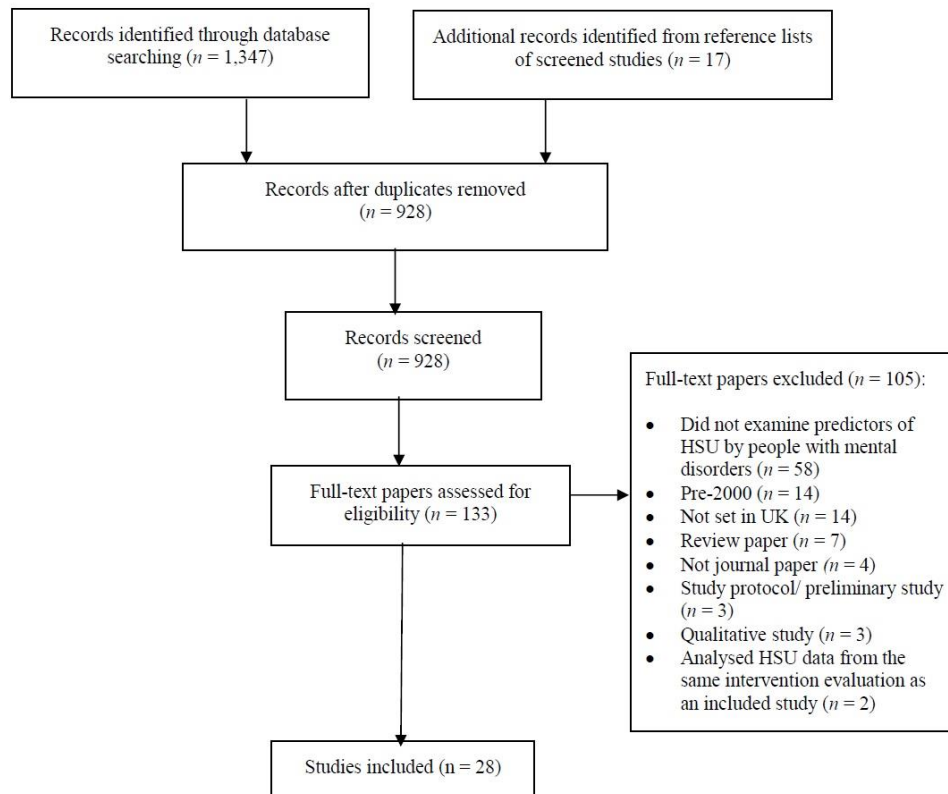 Records identified through database
searching (n = 1,347)
Additional records identified from reference lists
of screened studies (n = 17)
Records after duplicates removed
(n = 928)
Records screened
(n = 928)
Full-text papers assessed for
eligibility (n = 133)
Full-text papers excluded (n = 105):
• Did not examine predictors of
HSU by people with mental
disorders (n = 58)
• Pre-2000 (n = 14)
• Not set in UK (n = 14)
• Review paper (n = 7)
• Not journal paper (n = 4)
• Study protocol/ preliminary study
(n = 3)
• Qualitative study (n = 3)
• Analysed HSU data from the
same intervention evaluation as
an included study (n = 2)
Studies included (n = 28)